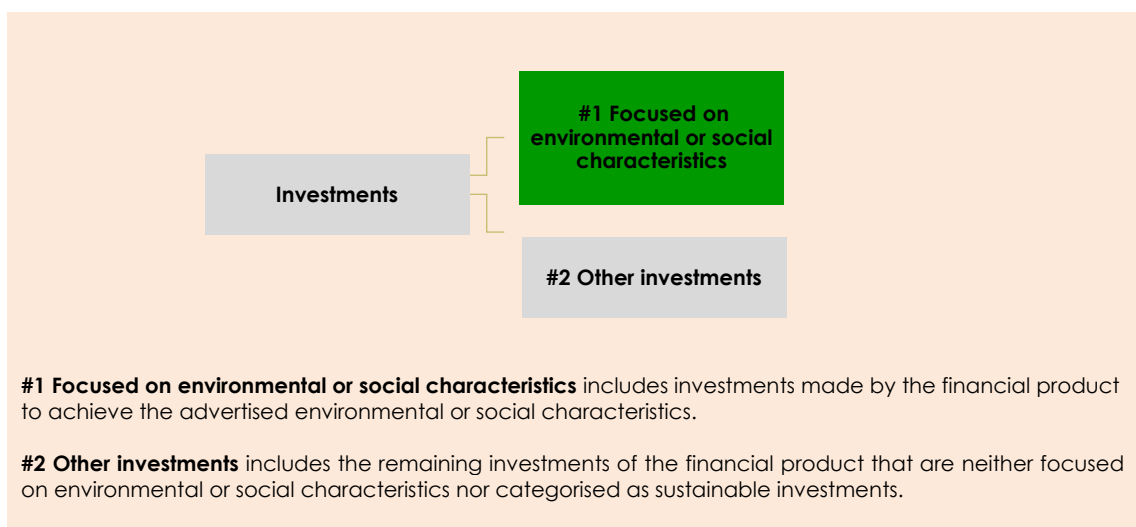 #1 Focused on
environmental or social
characteristics
Investments
#2 Other investments
#1 Focused on environmental or social characteristics includes investments made by the financial product
to achieve the advertised environmental or social characteristics.
#2 Other investments includes the remaining investments of the financial product that are neither focused
on environmental or social characteristics nor categorised as sustainable investments.